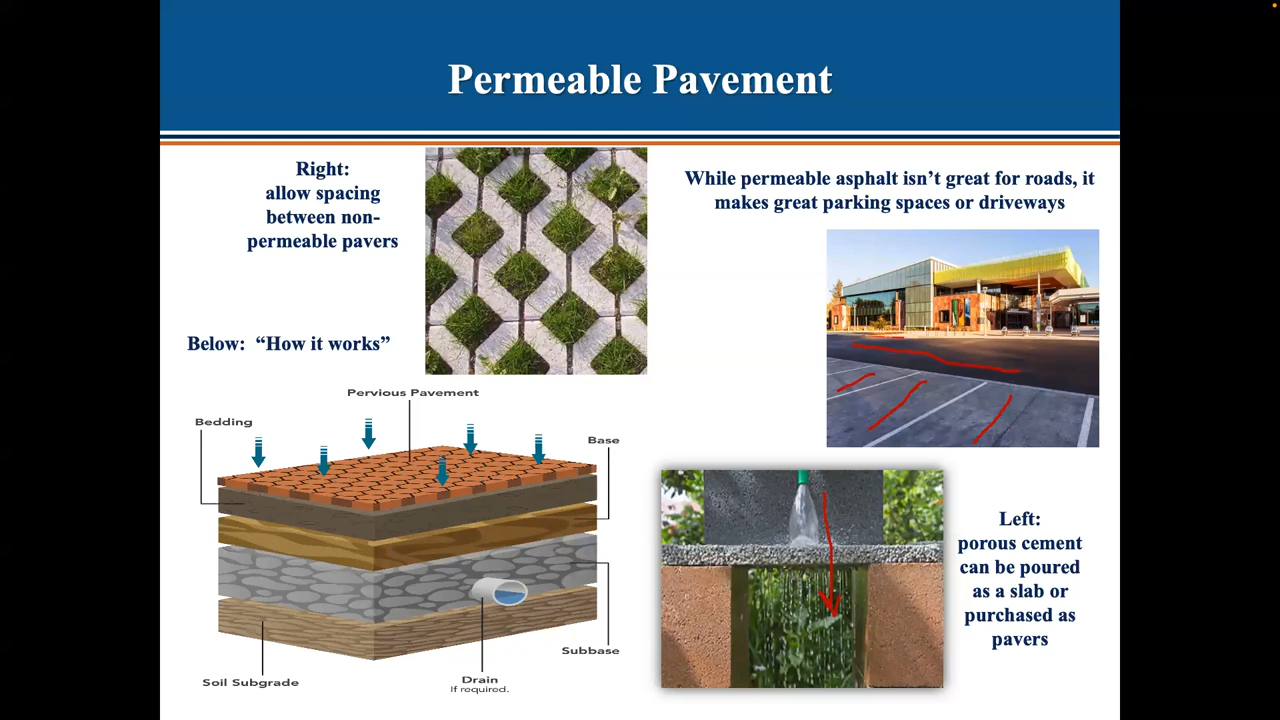 Permeable Pavement
Right:
allow spacing
between non-
permeable pavers
While permeable asphalt isn’t great for roads, it
makes great parking spaces or driveways
Below: “How it works”
Pervious Pavement
Bedding
Base
Subbase
Soil Subgrade
Drain
If required.
Left:
porous cement
can be poured
as a slab or
purchased as
pavers